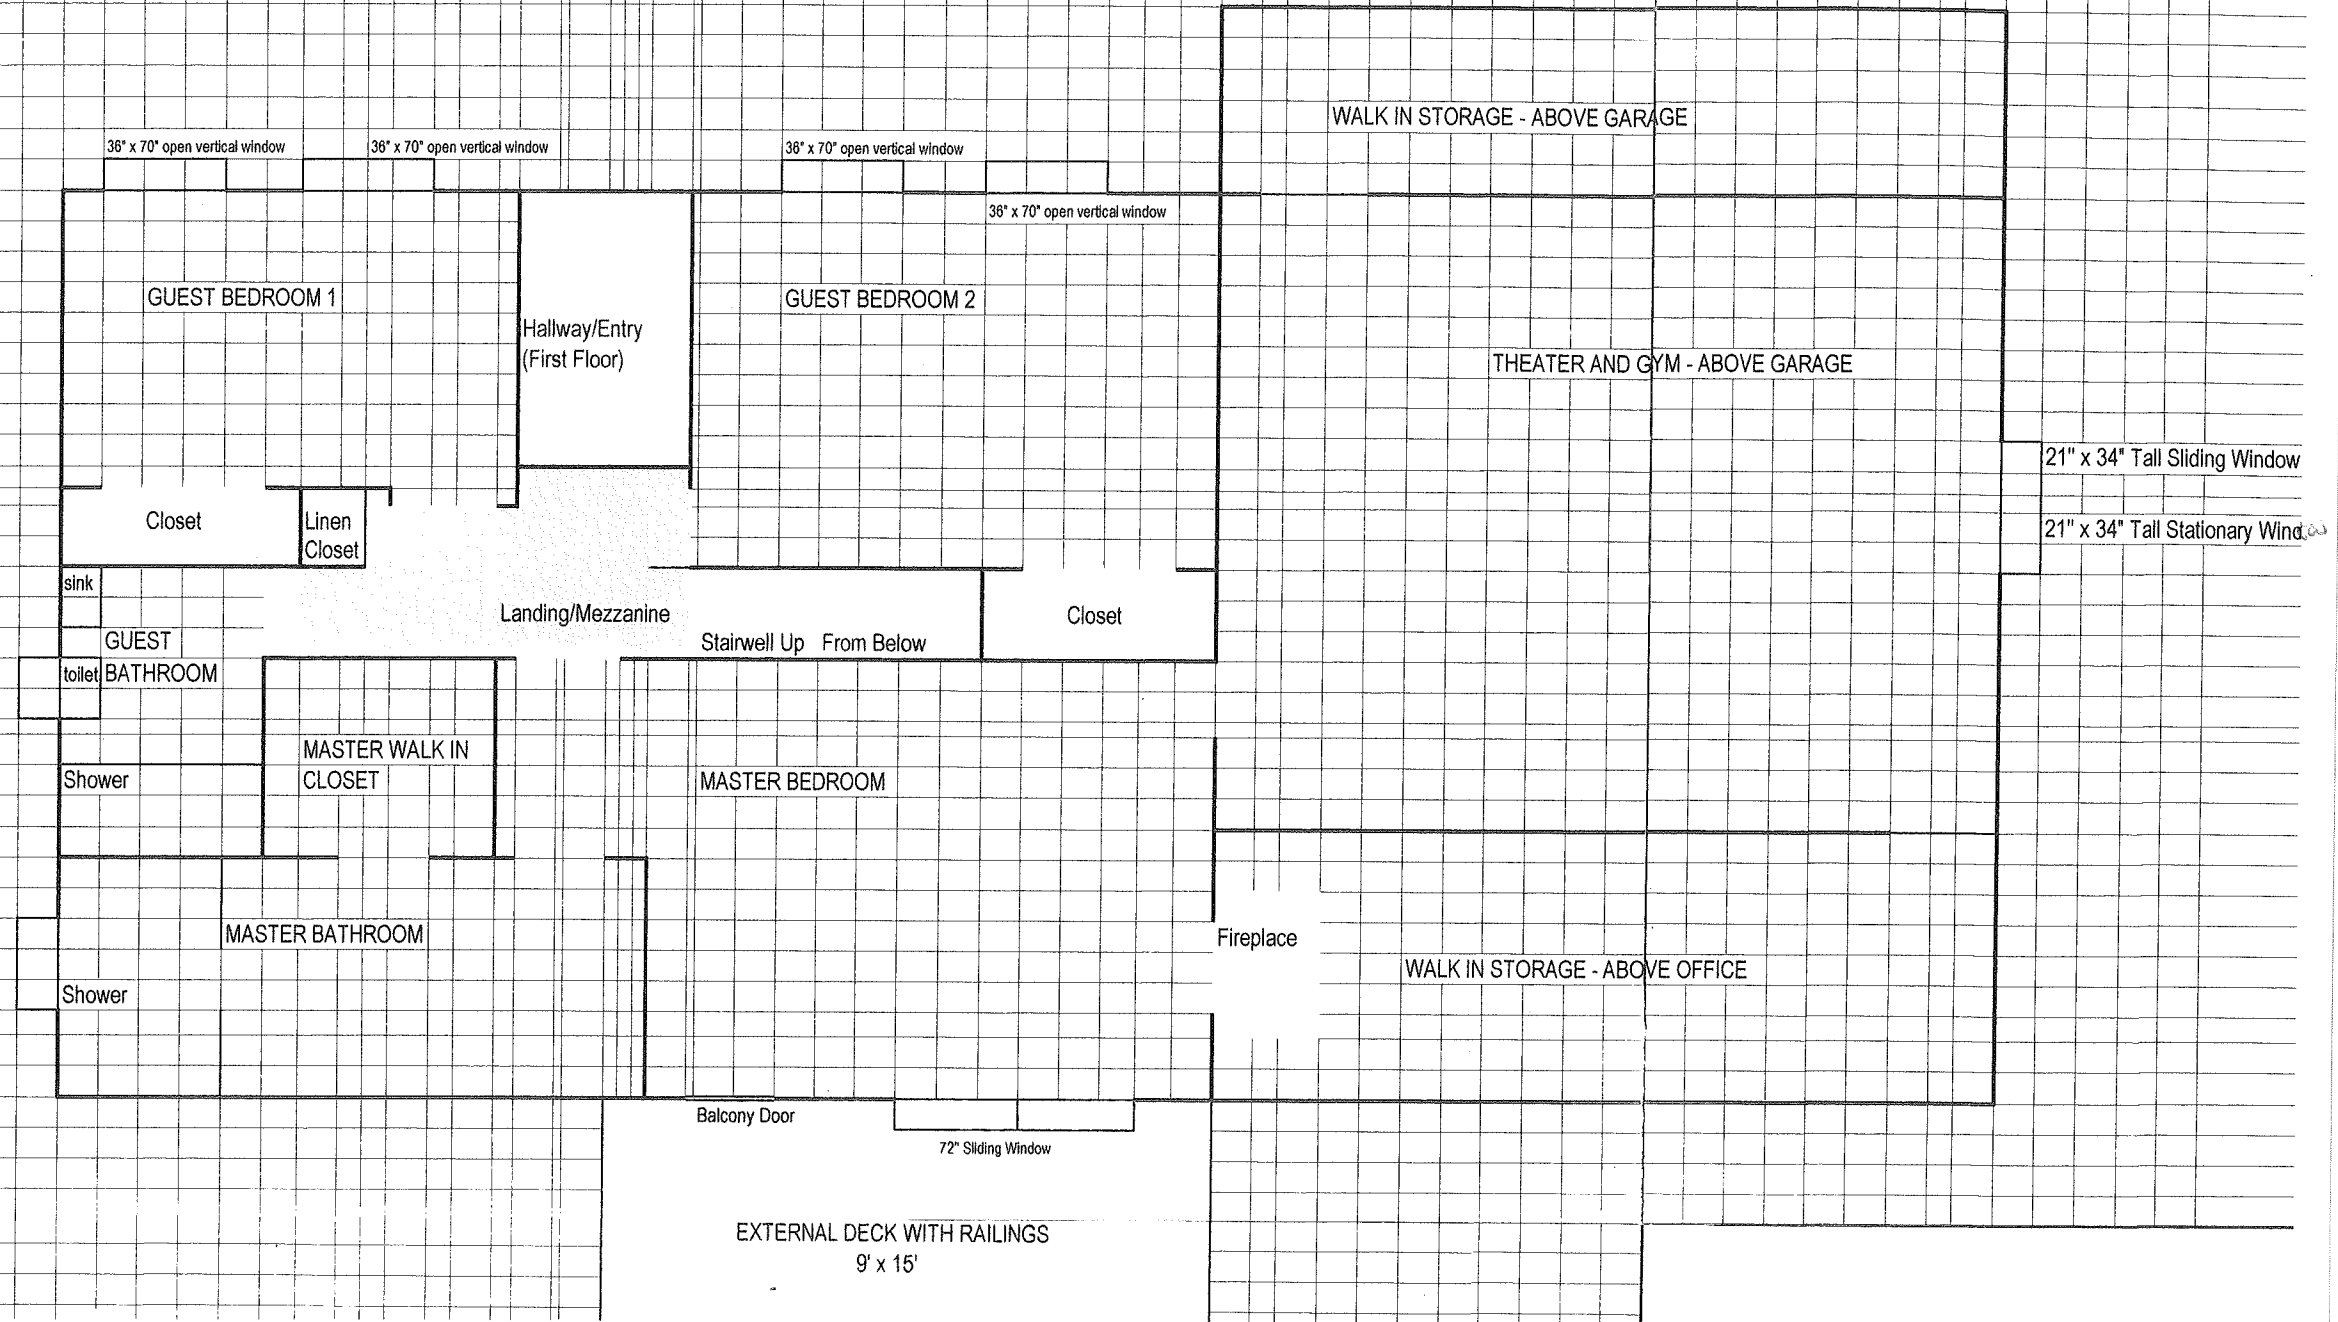 WALK IN STORAGE - ABOVE GARAGE
36" x 70" open vertical window
36" x 70" open vertical window
36" x 70" open vertical window
36" x 70" open vertical window
GUEST BEDROOM 1
Hallway/Entry
(First Floor)
GUEST BEDROOM 2
THEATER AND GYM - ABOVE GARAGE
21" x 34" Tall Sliding Window
21" x 34" Tall Stationary
Closet
Linen
Closet
sink
GUEST
toilet BATHROOM
Landing/Mezzanine
Stairwell Up From Below
Closet
MASTER WALK IN
CLOSET
Shower
MASTER BEDROOM
MASTER BATHROOM
Shower
Fireplace
WALK IN STORAGE - ABOVE OFFICE
Balcony Door
72" Sliding Window
EXTERNAL DECK WITH RAILINGS
9' x 15'